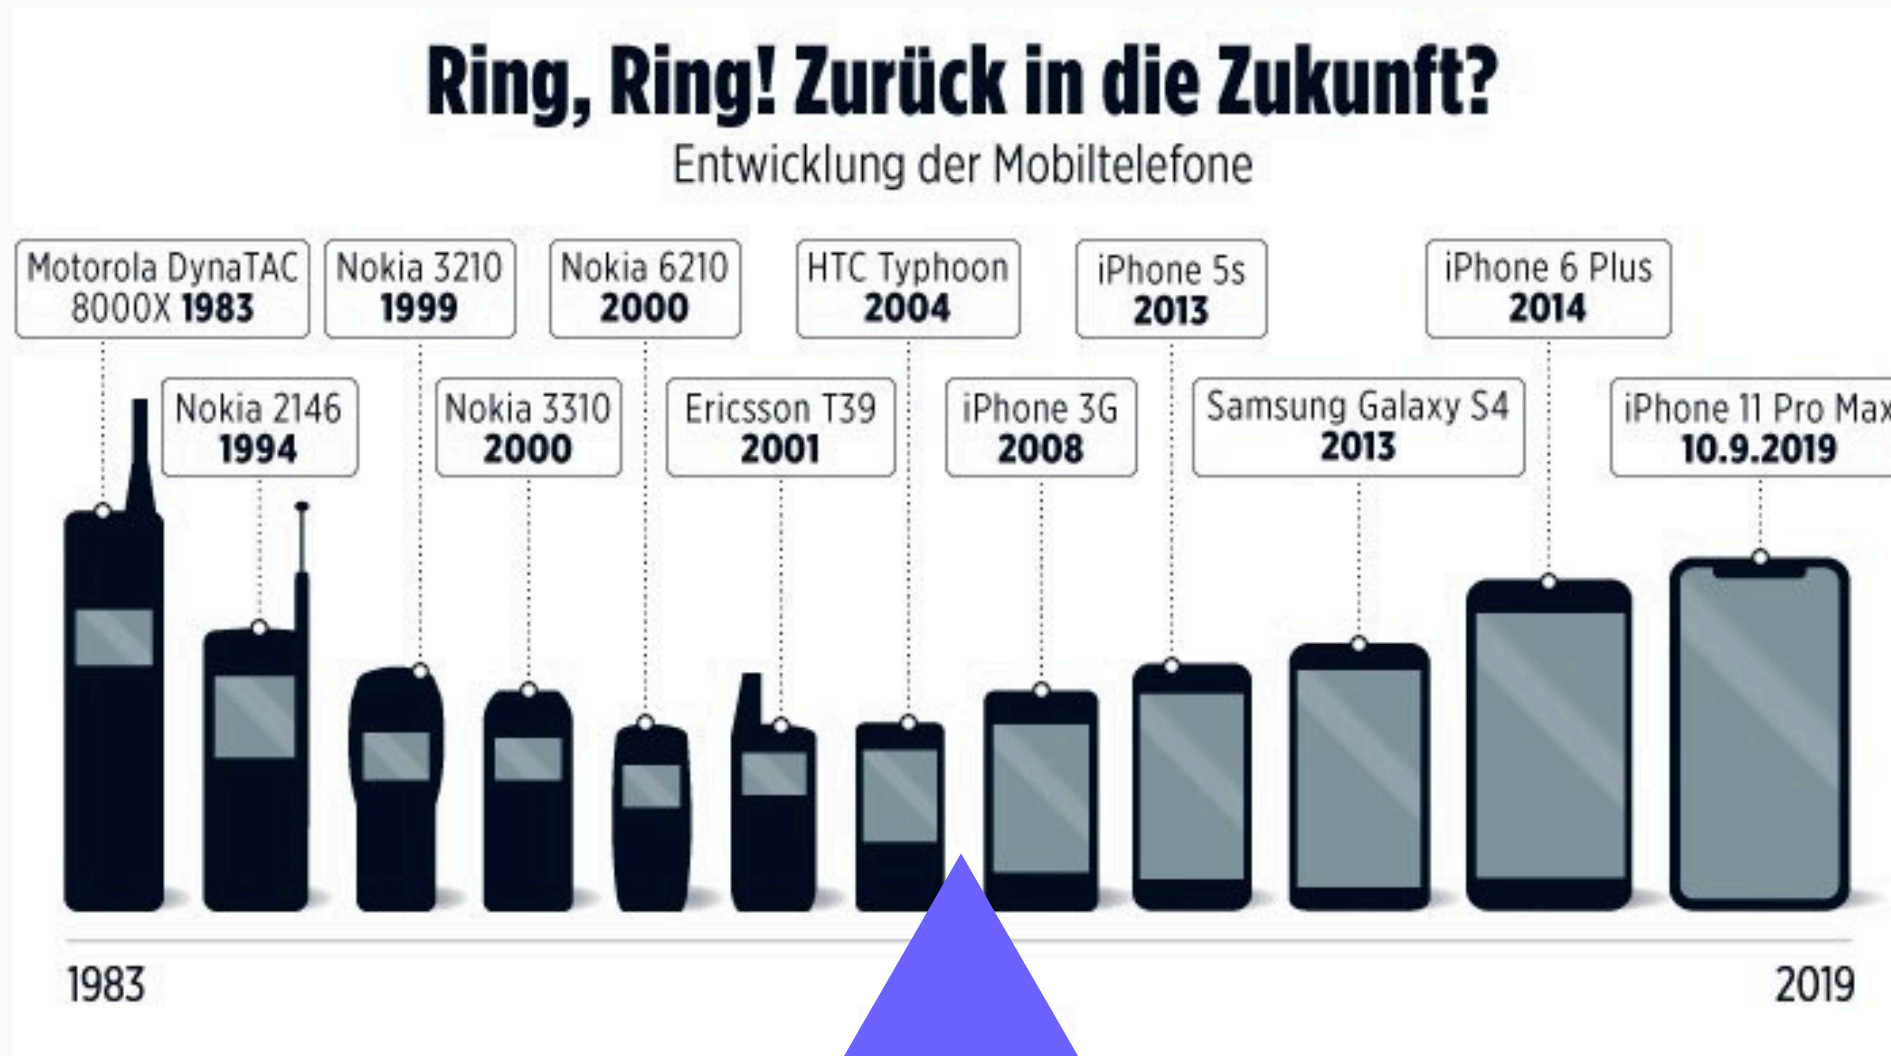 Ring, Ring! Zurück in die Zukunft?
Entwicklung der Mobiltelefone
Motorola DynaTAC
8000X 1983
Nokia 3210
1999
Nokia 6210
2000
HTC Typhoon
2004
iPhone 5s
2013
iPhone 6 Plus
2014
Nokia 2146
1994
Nokia 3310
2000
Ericsson T39
2001
iPhone 3G
2008
Samsung Galaxy S4
2013
iPhone 11 Pro Max
10.9.2019
1983
2019